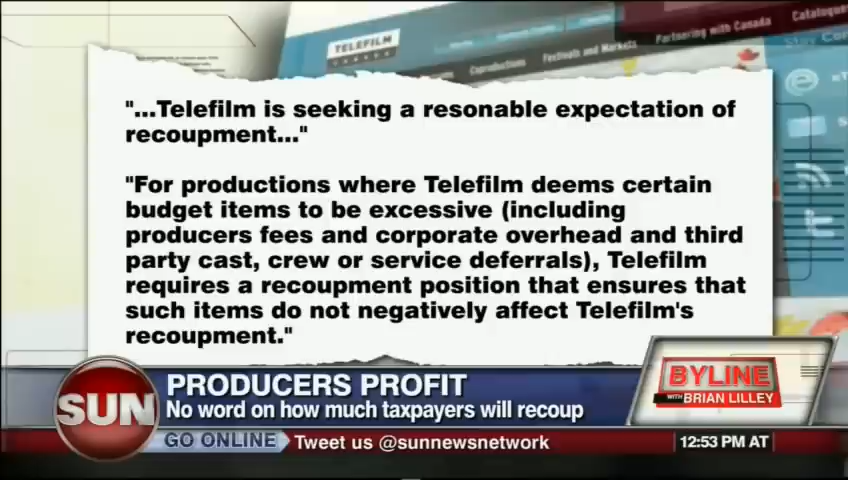 TELEFILM
CANADA
Coproductions
Festivals and Markets
Partnering with Canada
Catalogue
"...Telefilm is seeking a resonable expectation of
recoupment..."
"For productions where Telefilm deems certain
budget items to be excessive (including
producers fees and corporate overhead and third
party cast, crew or service deferrals), Telefilm
requires a recoupment position that ensures that
such items do not negatively affect Telefilm's
recoupment."
SUN
PRODUCERS PROFIT
No word on how much taxpayers will recoup
BYLINE
WITH BRIAN LILLEY
GO ONLINE
Tweet us @sunnewsnetwork
12:53 PM AT